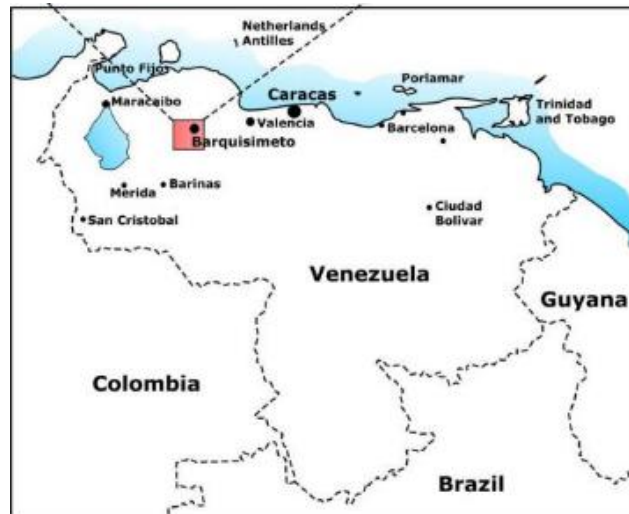 Netherlands
Antilles
Punto Fijos
Porlamar
Maracaibo
Caracas
Trinidad
and Tobago
Valencia
Barcelona
Barquisimeto
Merida
Barinas
San Cristobal
Ciudad
Bolivar
Venezuela
Guyana
Colombia
Brazil